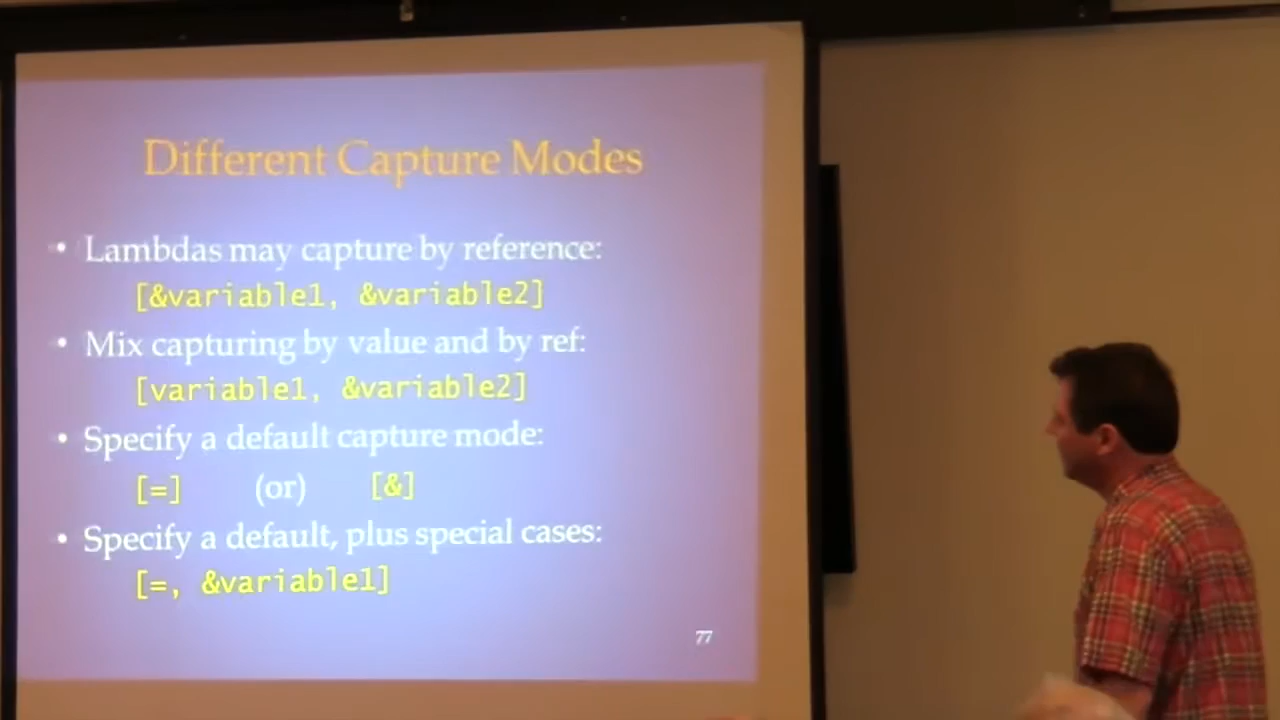 Different Capture Modes
• Lambdas may capture by reference:
[&variable1, &variable2]
• Mix capturing by value and by ref:
[variable1, &variable2]
• Specify a default capture mode:
[=] (or) [&]
• Specify a default, plus special cases:
[=, &variable1]
77